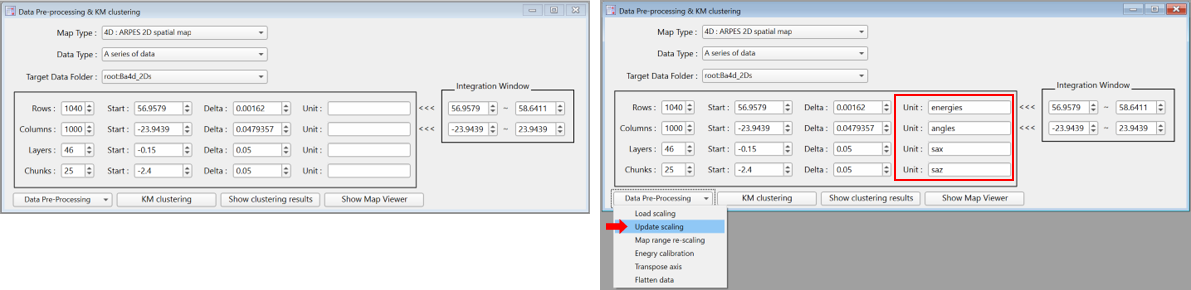 Data Pre-processing & KM clustering
Map Type : 4D : ARPES 2D spatial map
Data Type : A series of data
Target Data Folder : root:Ba4d_2Ds
Integration Window
Rows : 1040 Start : 56.9579 Delta : 0.00162 Unit : <<< 56.9579 ~ 58.6411
Columns : 1000 Start : -23.9439 Delta : 0.0479357 Unit : <<< -23.9439 ~ 23.9439
Layers : 46 Start : -0.15 Delta : 0.05 Unit :
Chunks : 25 Start : -2.4 Delta : 0.05 Unit :
Data Pre-Processing KM clustering Show clustering results Show Map Viewer
Data Pre-processing & KM clustering
Map Type : 4D : ARPES 2D spatial map
Data Type : A series of data
Target Data Folder : root:Ba4d_2Ds
Integration Window
Rows : 1040 Start : 56.9579 Delta : 0.00162 Unit : energies <<< 56.9579 ~ 58.6411
Columns : 1000 Start : -23.9439 Delta : 0.0479357 Unit : angles <<< -23.9439 ~ 23.9439
Layers : 46 Start : -0.15 Delta : 0.05 Unit : sax
Chunks : 25 Start : -2.4 Delta : 0.05 Unit : saz
Data Pre-Processing KM clustering Show clustering results Show Map Viewer
Load scaling
Update scaling
Map range re-scaling
Enegry calibration
Transpose axis
Flatten data